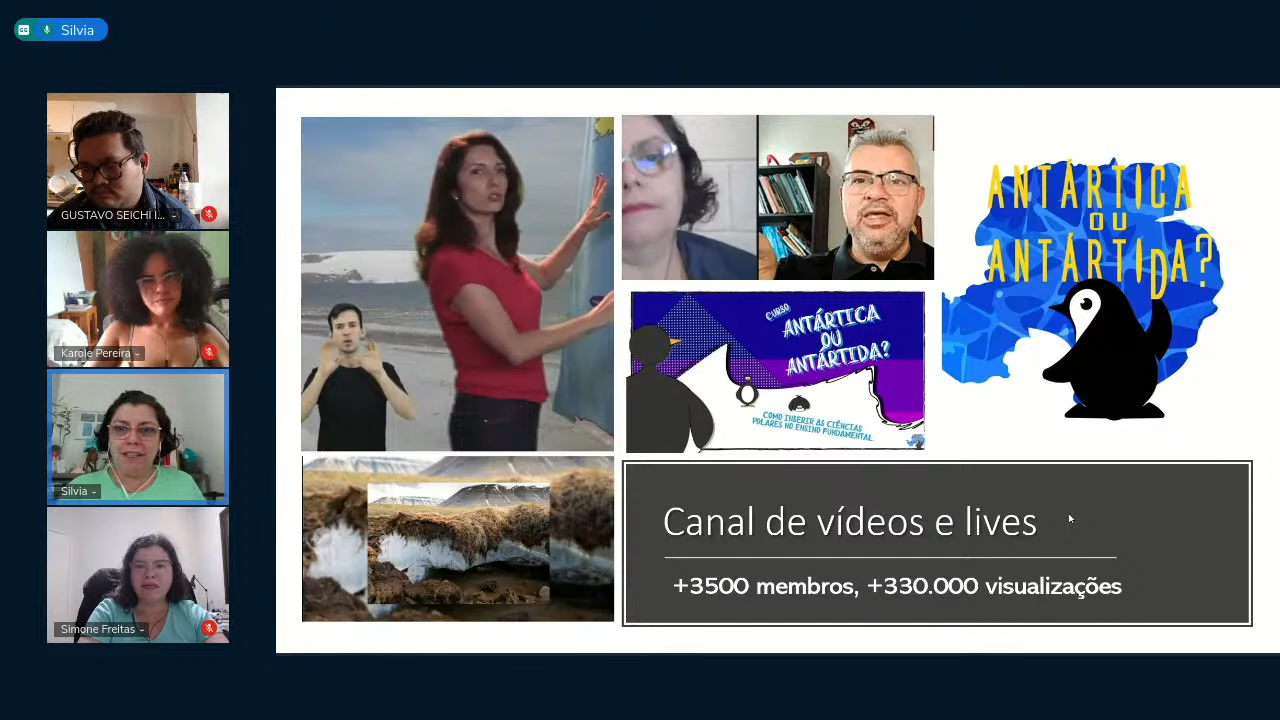 Silvia
GUSTAVO SEICHI I... -
Karole Pereira -
Silvia -
Simone Freitas -
ANTÁRTICA
OU
ANTÁRTIDA?
CURSO
ANTÁRTICA
OU
ANTÁRTIDA?
COMO INSERIR AS CIÊNCIAS
POLARES NO ENSINO FUNDAMENTAL
Canal de vídeos e lives
+3500 membros, +330.000 visualizações